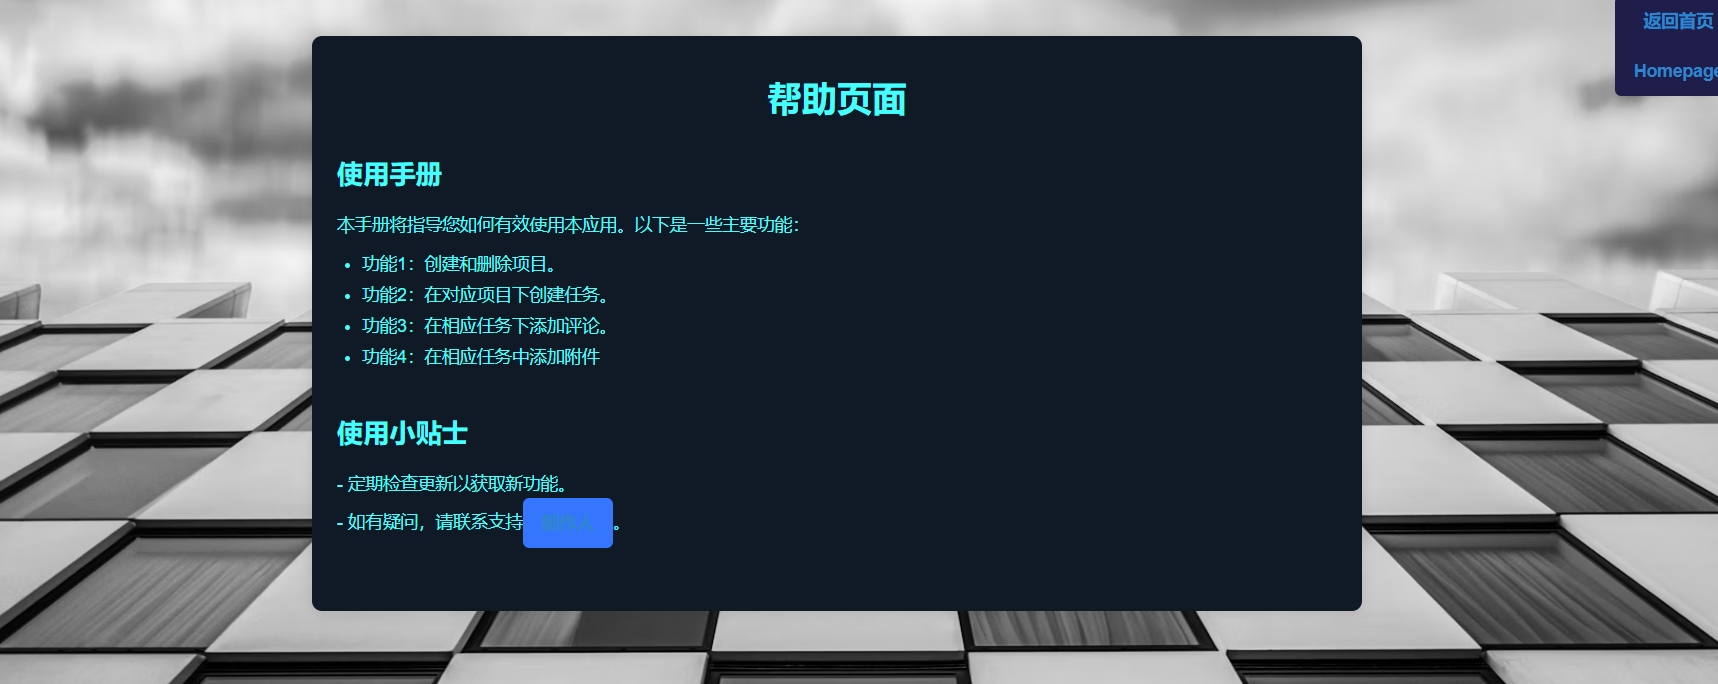 返回首页
Homepage
帮助页面
使用手册
本手册将指导您如何有效使用本应用。以下是一些主要功能：
• 功能1：创建和删除项目。
• 功能2：在对应项目下创建任务。
• 功能3：在相应任务下添加评论。
• 功能4：在相应任务中添加附件
使用小贴士
- 定期检查更新以获取新功能。
- 如有疑问，请联系支持 。